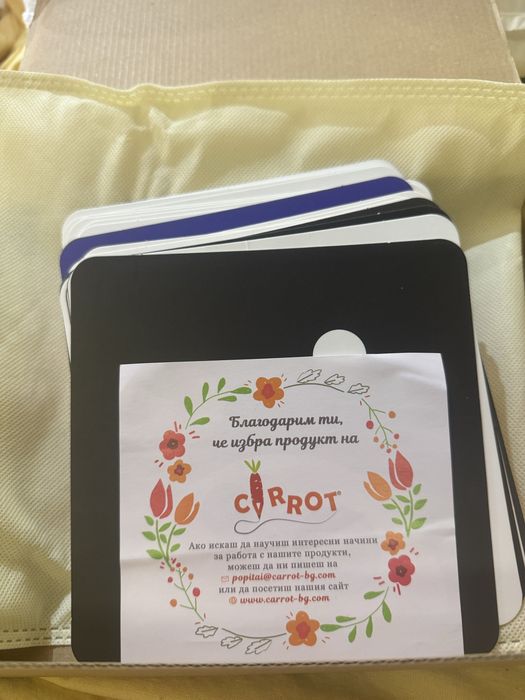 Благодарим ти,
че избра продукт на
CARROT®
Ако искаш да научиш интересни начини
за работа с нашите продукти,
можеш да ни пишеш на
popitai@carrot-bg.com
или да посетиш нашия сайт
www.carrot-bg.com